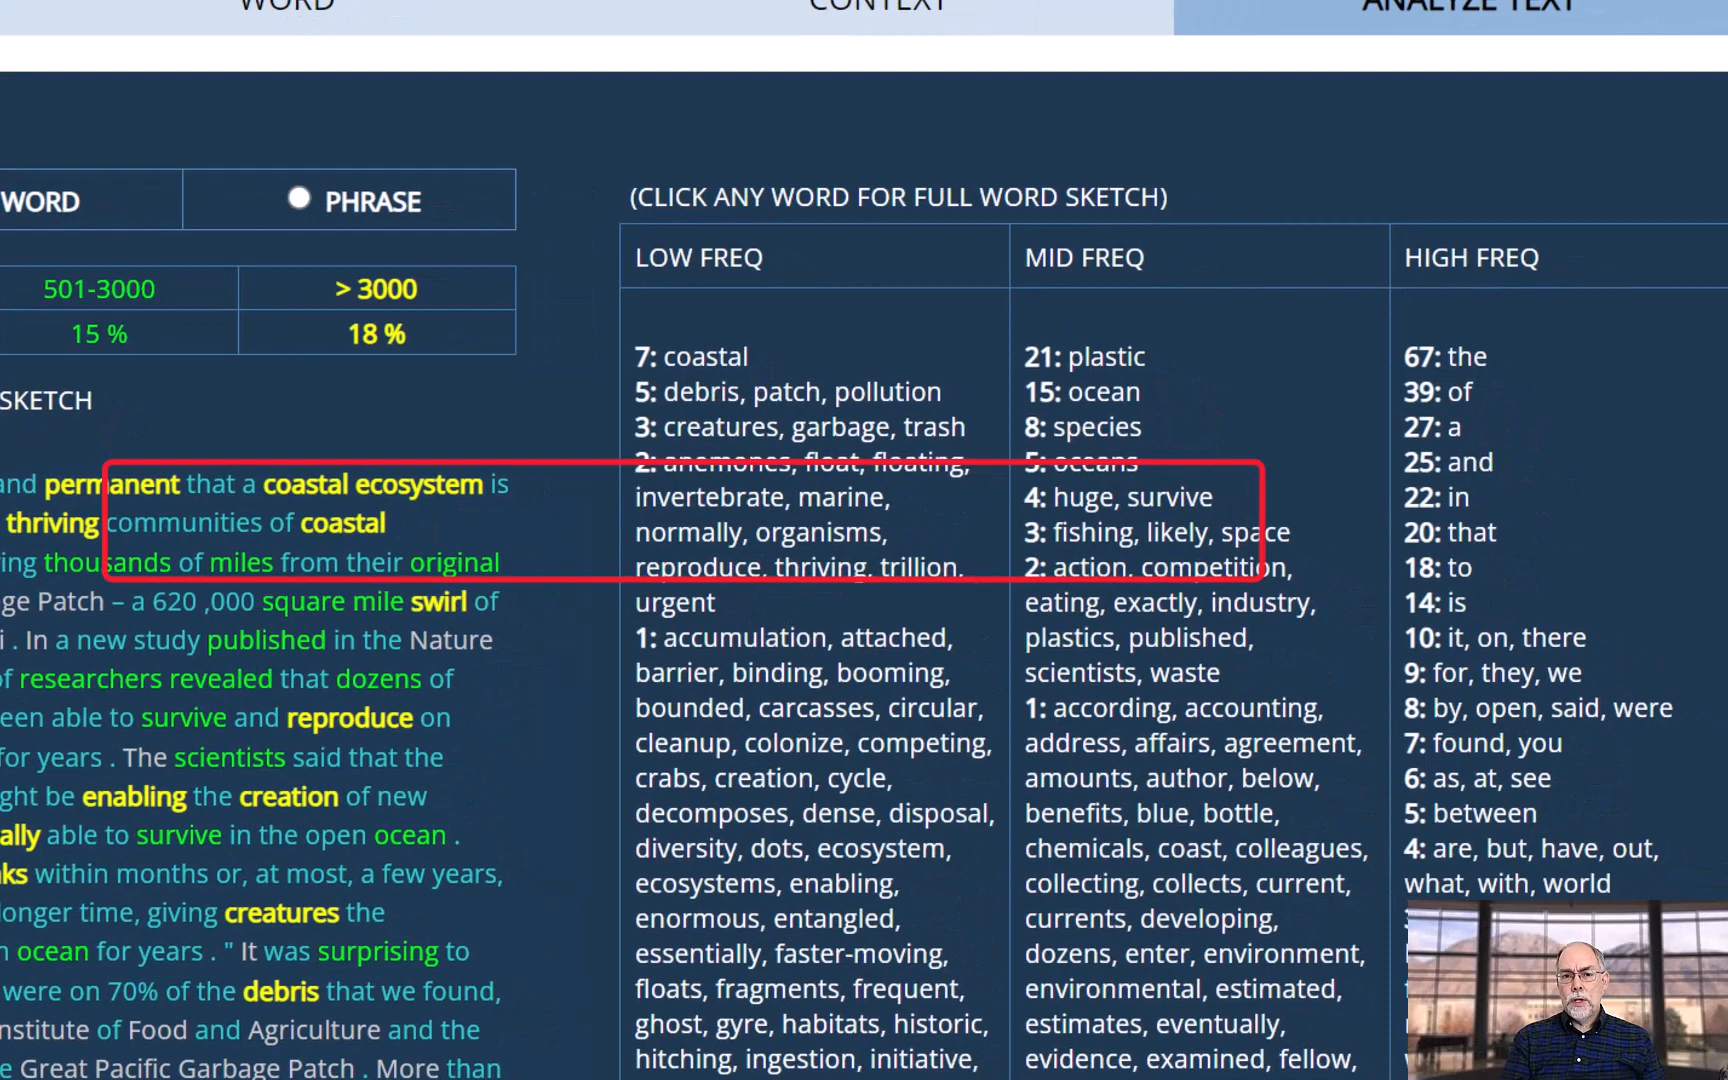 WORD
CONTEXT
ANALYZE TEXT
WORD
PHRASE
501-3000
> 3000
15 %
18 %
SKETCH
and permanent that a coastal ecosystem is
thriving communities of coastal
ing thousands of miles from their original
ge Patch – a 620 ,000 square mile swirl of
i . In a new study published in the Nature
of researchers revealed that dozens of
een able to survive and reproduce on
for years . The scientists said that the
ght be enabling the creation of new
ally able to survive in the open ocean .
aks within months or, at most, a few years,
longer time, giving creatures the
n ocean for years . " It was surprising to
were on 70% of the debris that we found,
nstitute of Food and Agriculture and the
e Great Pacific Garbage Patch . More than
(CLICK ANY WORD FOR FULL WORD SKETCH)
LOW FREQ
7: coastal
5: debris, patch, pollution
3: creatures, garbage, trash
2: anemones, float, floating,
invertebrate, marine,
normally, organisms,
reproduce, thriving, trillion,
urgent
1: accumulation, attached,
barrier, binding, booming,
bounded, carcasses, circular,
cleanup, colonize, competing,
crabs, creation, cycle,
decomposes, dense, disposal,
diversity, dots, ecosystem,
ecosystems, enabling,
enormous, entangled,
essentially, faster-moving,
floats, fragments, frequent,
ghost, gyre, habitats, historic,
hitching, ingestion, initiative,
MID FREQ
21: plastic
15: ocean
8: species
5: oceans
4: huge, survive
3: fishing, likely, space
2: action, competition,
eating, exactly, industry,
plastics, published,
scientists, waste
1: according, accounting,
address, affairs, agreement,
amounts, author, below,
benefits, blue, bottle,
chemicals, coast, colleagues,
collecting, collects, current,
currents, developing,
dozens, enter, environment,
environmental, estimated,
estimates, eventually,
evidence, examined, fellow,
HIGH FREQ
67: the
39: of
27: a
25: and
22: in
20: that
18: to
14: is
10: it, on, there
9: for, they, we
8: by, open, said, were
7: found, you
6: as, at, see
5: between
4: are, but, have, out,
what, with, world